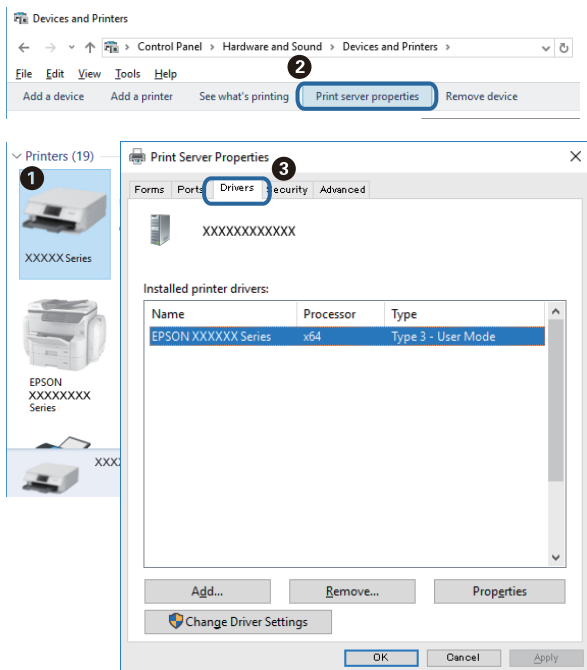 Devices and Printers
Control Panel > Hardware and Sound > Devices and Printers >
2
File Edit View Tools Help
Add a device Add a printer See what's printing Print server properties Remove device
Printers (19)
1
XXXXX Series
EPSON
XXXXXXXX
Series
XXX
Print Server Properties
3
Forms Ports Drivers Security Advanced
XXXXXXXXXXXX
Installed printer drivers:
Name Processor Type
EPSON XXXXXX Series x64 Type 3 - User Mode
Add... Remove... Properties
Change Driver Settings
OK Cancel Apply